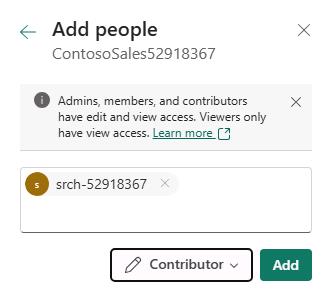 Add people
ContosoSales52918367
Admins, members, and contributors
have edit and view access. Viewers only
have view access. Learn more
s
srch-52918367
Contributor
Add